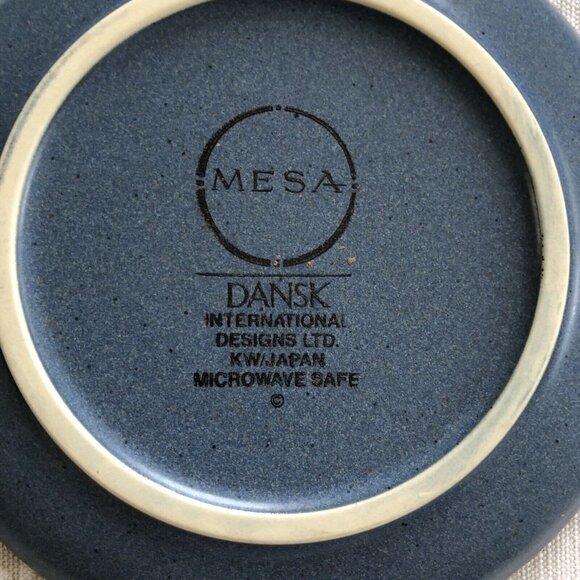 MESA
DANSK
INTERNATIONAL
DESIGNS LTD.
KW/JAPAN
MICROWAVE SAFE
©